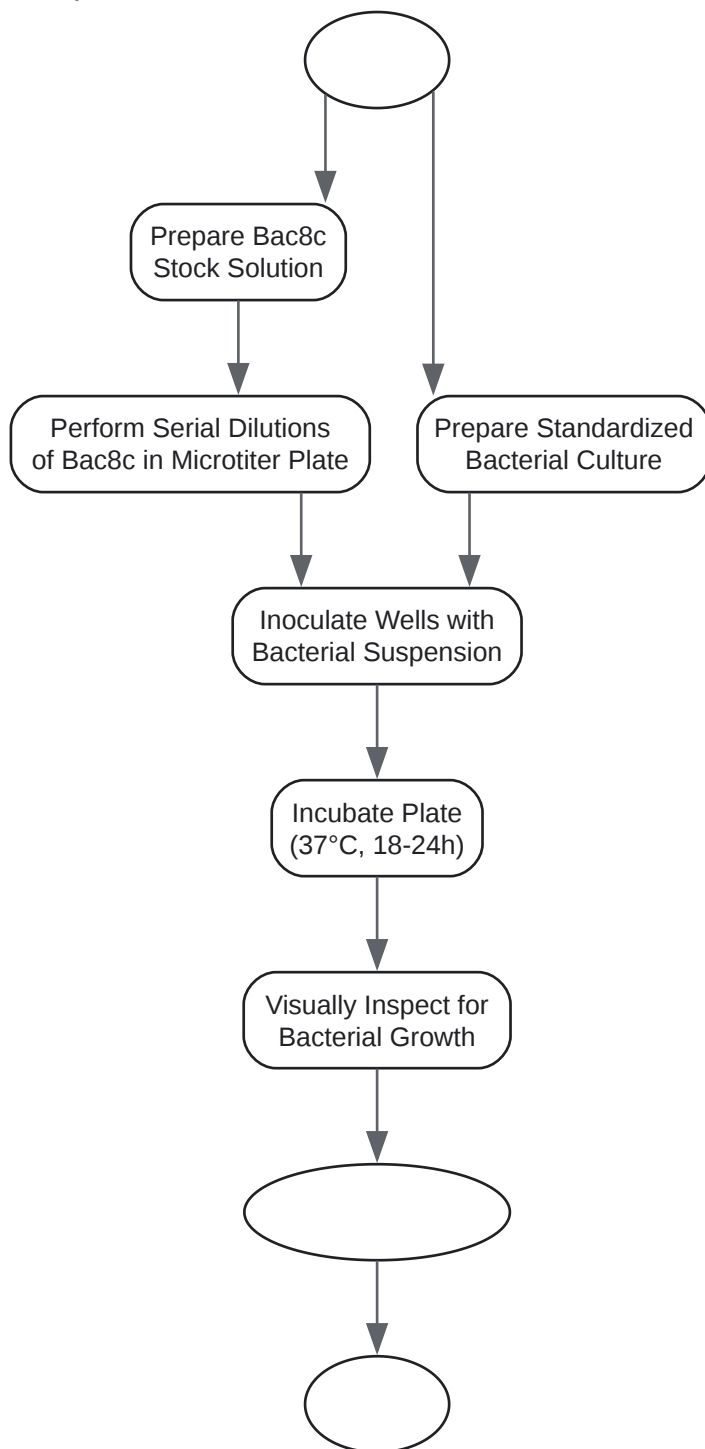 Prepare Bac8c
Stock Solution
Perform Serial Dilutions
of Bac8c in Microtiter Plate
Prepare Standardized
Bacterial Culture
Inoculate Wells with
Bacterial Suspension
Incubate Plate
(37°C, 18-24h)
Visually Inspect for
Bacterial Growth